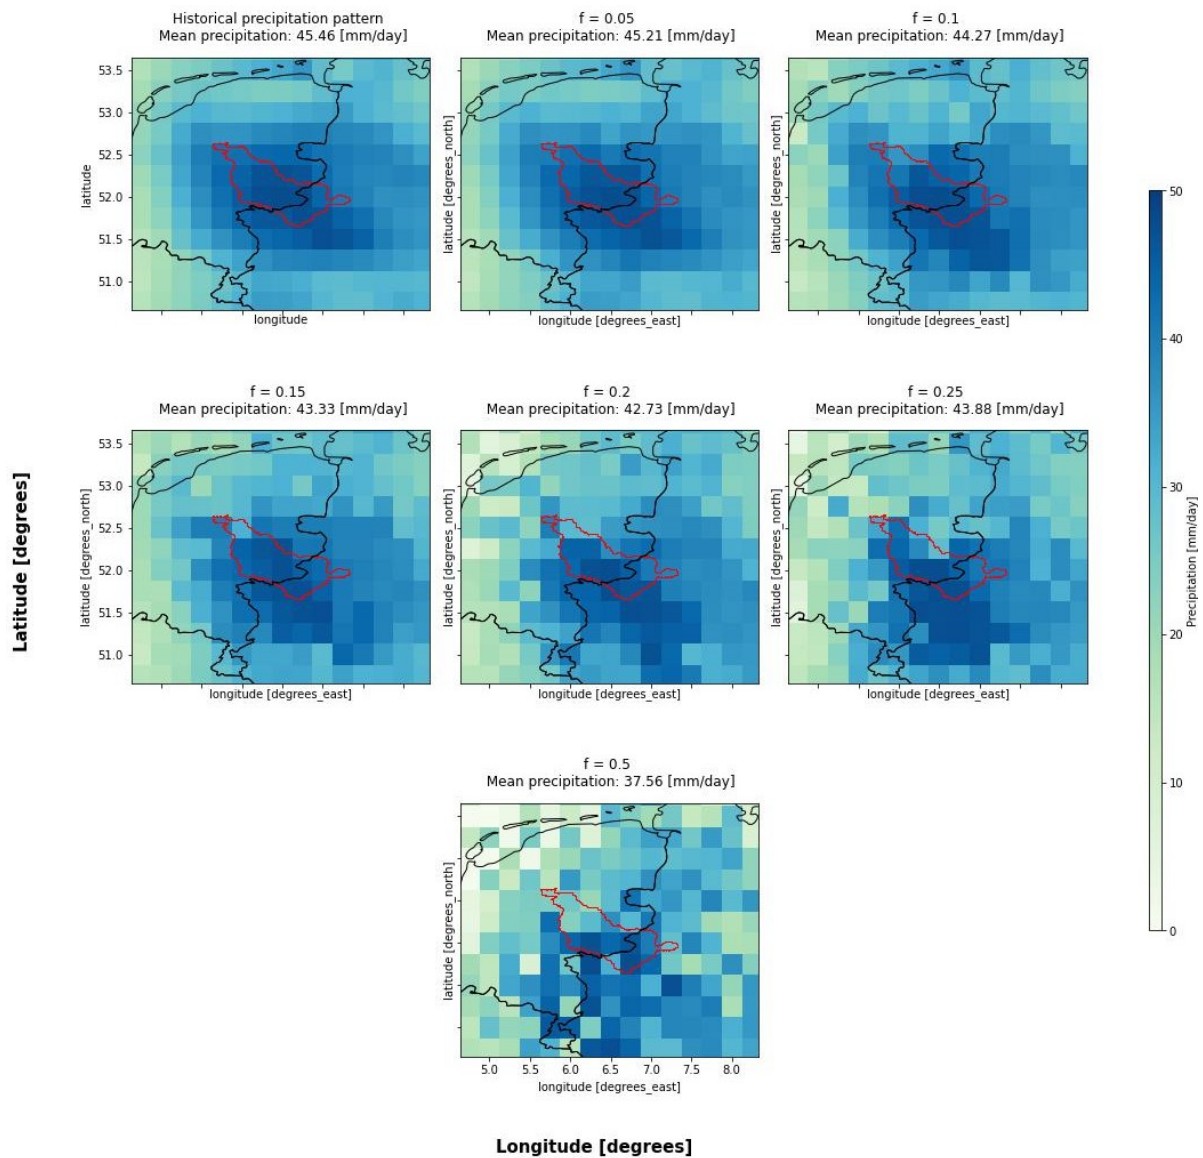 Historical precipitation pattern
Mean precipitation: 45.46 [mm/day]
f = 0.05
Mean precipitation: 45.21 [mm/day]
f = 0.1
Mean precipitation: 44.27 [mm/day]
53.5
53.0
52.5
52.0
51.5
51.0
latitude
longitude
latitude [degrees_north]
longitude [degrees_east]
latitude [degrees_north]
longitude [degrees_east]
f = 0.15
Mean precipitation: 43.33 [mm/day]
f = 0.2
Mean precipitation: 42.73 [mm/day]
f = 0.25
Mean precipitation: 43.88 [mm/day]
53.5
53.0
52.5
52.0
51.5
51.0
latitude [degrees_north]
longitude [degrees_east]
latitude [degrees_north]
longitude [degrees_east]
latitude [degrees_north]
longitude [degrees_east]
f = 0.5
Mean precipitation: 37.56 [mm/day]
latitude [degrees_north]
5.0 5.5 6.0 6.5 7.0 7.5 8.0
longitude [degrees_east]
50
40
30
20
10
0
Precipitation [mm/day]
Latitude [degrees]
Longitude [degrees]